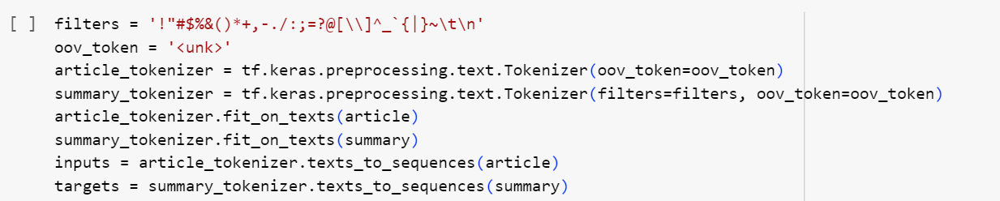 [ ] filters = '!"#$%&()*+,-./:;=?@[\\]^_`{|}~\t\n'
oov_token = '<unk>'
article_tokenizer = tf.keras.preprocessing.text.Tokenizer(oov_token=oov_token)
summary_tokenizer = tf.keras.preprocessing.text.Tokenizer(filters=filters, oov_token=oov_token)
article_tokenizer.fit_on_texts(article)
summary_tokenizer.fit_on_texts(summary)
inputs = article_tokenizer.texts_to_sequences(article)
targets = summary_tokenizer.texts_to_sequences(summary)